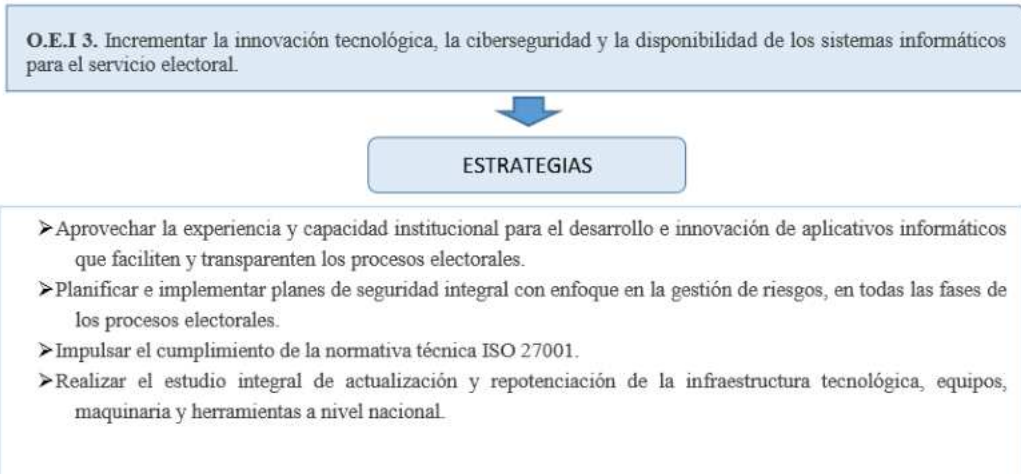 O.E.I 3. Incrementar la innovación tecnológica, la ciberseguridad y la disponibilidad de los sistemas informáticos
para el servicio electoral.
ESTRATEGIAS
➤Aprovechar la experiencia y capacidad institucional para el desarrollo e innovación de aplicativos informáticos
que faciliten y transparenten los procesos electorales.
➤Planificar e implementar planes de seguridad integral con enfoque en la gestión de riesgos, en todas las fases de
los procesos electorales.
➤Impulsar el cumplimiento de la normativa técnica ISO 27001.
➤Realizar el estudio integral de actualización y repotenciación de la infraestructura tecnológica, equipos,
maquinaria y herramientas a nivel nacional.